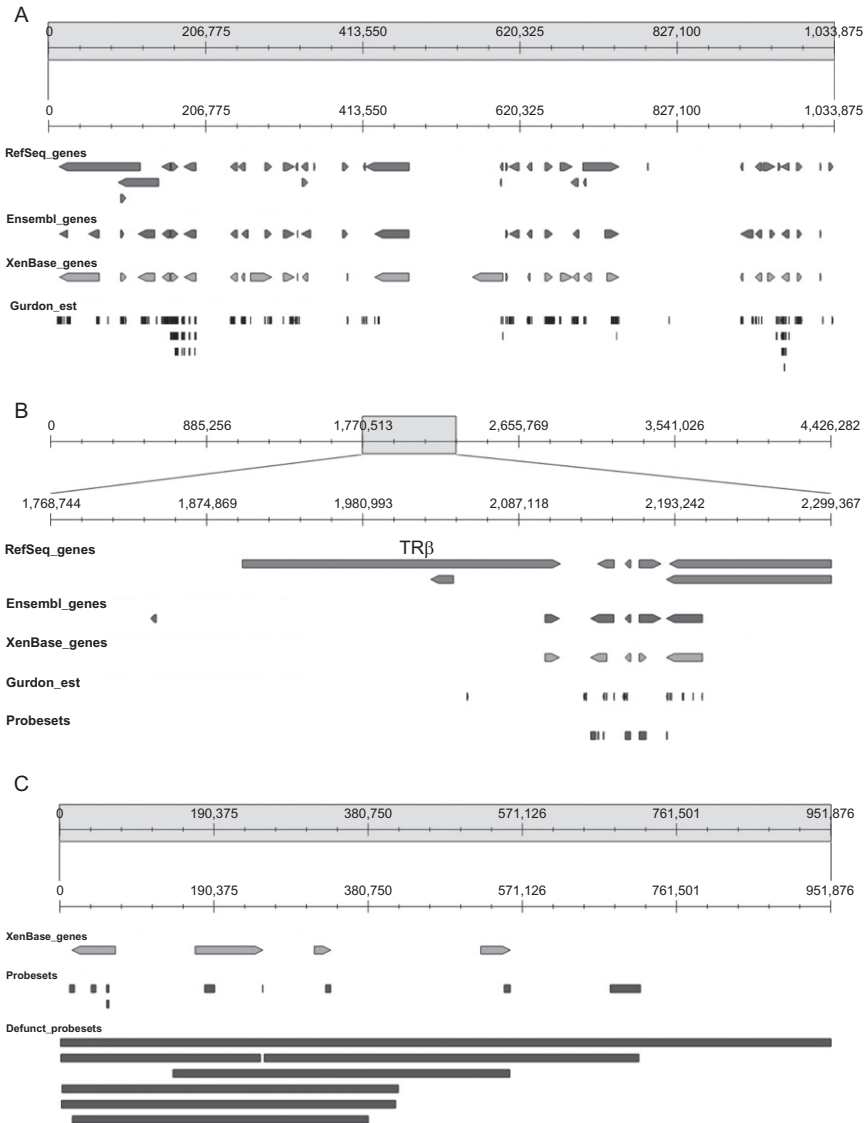 A
0 206,775 413,550 620,325 827,100 1,033,875
0 206,775 413,550 620,325 827,100 1,033,875
RefSeq_genes
Ensembl_genes
XenBase_genes
Gurdon_est
B
0 885,256 1,770,513 2,655,769 3,541,026 4,426,282
1,768,744 1,874,869 1,980,993 2,087,118 2,193,242 2,299,367
TRβ
RefSeq_genes
Ensembl_genes
XenBase_genes
Gurdon_est
Probesets
C
0 190,375 380,750 571,126 761,501 951,876
0 190,375 380,750 571,126 761,501 951,876
XenBase_genes
Probesets
Defunct_probesets